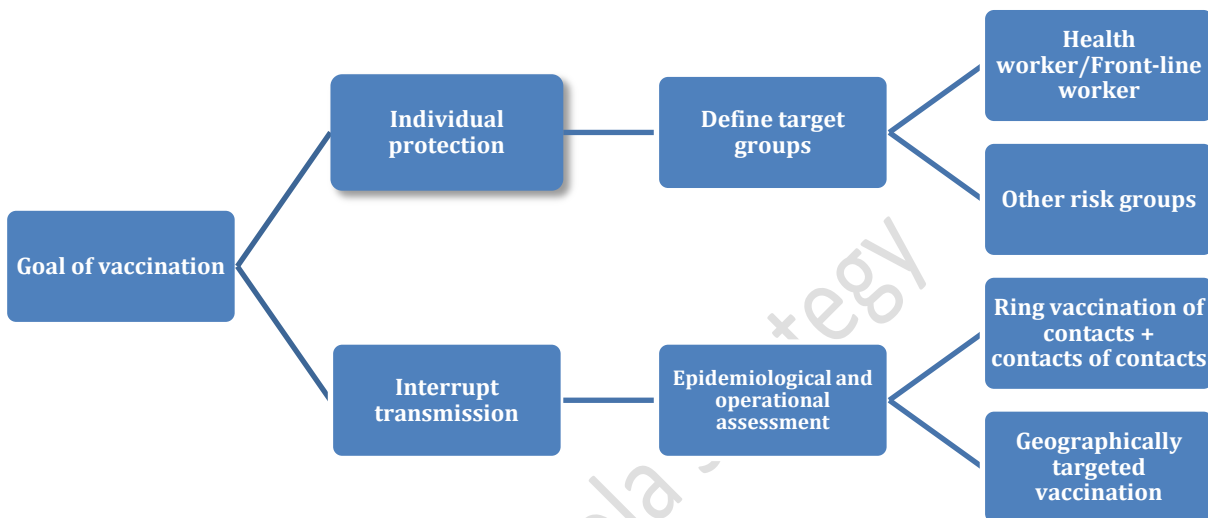 Health
worker/Front-line
worker
Individual
protection
Define target
groups
Other risk groups
Goal of vaccination
Ring vaccination of
contacts +
contacts of contacts
Interrupt
transmission
Epidemiological and
operational
assessment
Geographically
targeted
vaccination